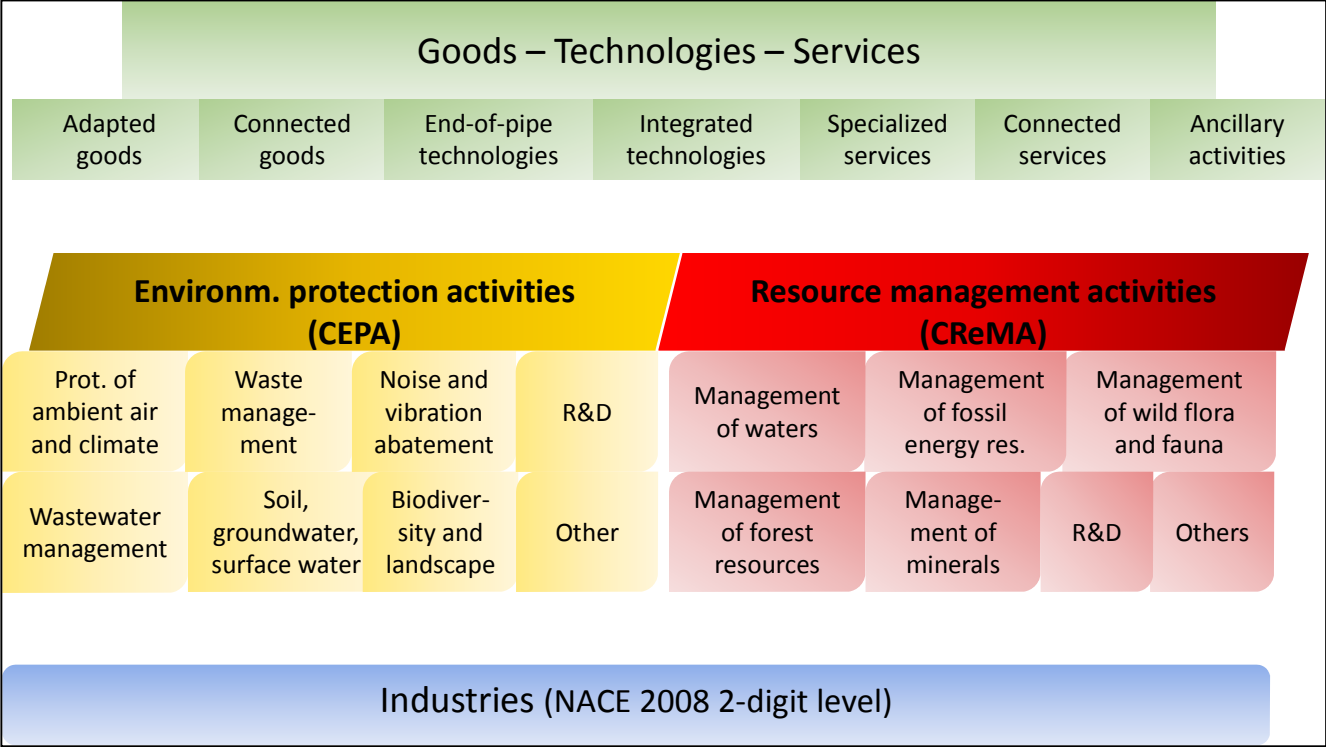 Goods – Technologies – Services
Adapted
goods
Connected
goods
End-of-pipe
technologies
Integrated
technologies
Specialized
services
Connected
services
Ancillary
activities
Environm. protection activities
(CEPA)
Resource management activities
(CReMA)
Prot. of
ambient air
and climate
Waste
manage-
ment
Noise and
vibration
abatement
R&D
Management
of waters
Management
of fossil
energy res.
Management
of wild flora
and fauna
Wastewater
management
Soil,
groundwater,
surface water
Biodiver-
sity and
landscape
Other
Management
of forest
resources
Manage-
ment of
minerals
R&D
Others
Industries (NACE 2008 2-digit level)